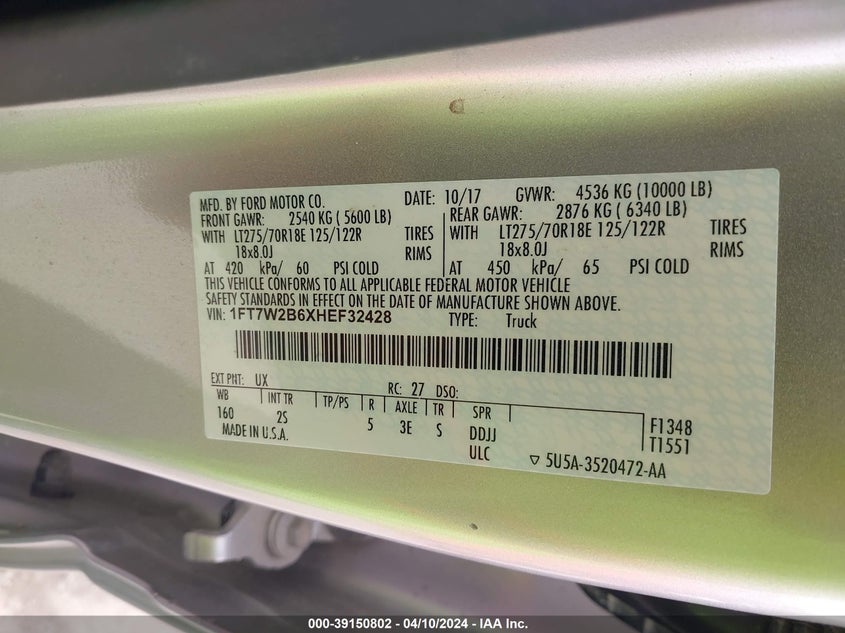 MFD. BY FORD MOTOR CO.
DATE: 10/17 GVWR: 4536 KG (10000 LB)
FRONT GAWR: 2540 KG ( 5600 LB) REAR GAWR: 2876 KG ( 6340 LB)
WITH LT275/70R18E 125/122R TIRES WITH LT275/70R18E 125/122R TIRES
18x8.0J RIMS 18x8.0J RIMS
AT 420 kPa/ 60 PSI COLD AT 450 kPa/ 65 PSI COLD
THIS VEHICLE CONFORMS TO ALL APPLICABLE FEDERAL MOTOR VEHICLE
SAFETY STANDARDS IN EFFECT ON THE DATE OF MANUFACTURE SHOWN ABOVE.
VIN: 1FT7W2B6XHEF32428 TYPE: Truck
EXT PNT: UX RC: 27 DSO:
WB INT TR TP/PS R AXLE TR SPR
160 2S 5 3E S DDJJ F1348
MADE IN U.S.A. ULC T1551
▽ 5U5A-3520472-AA
000-39150802 - 04/10/2024 - IAA Inc.